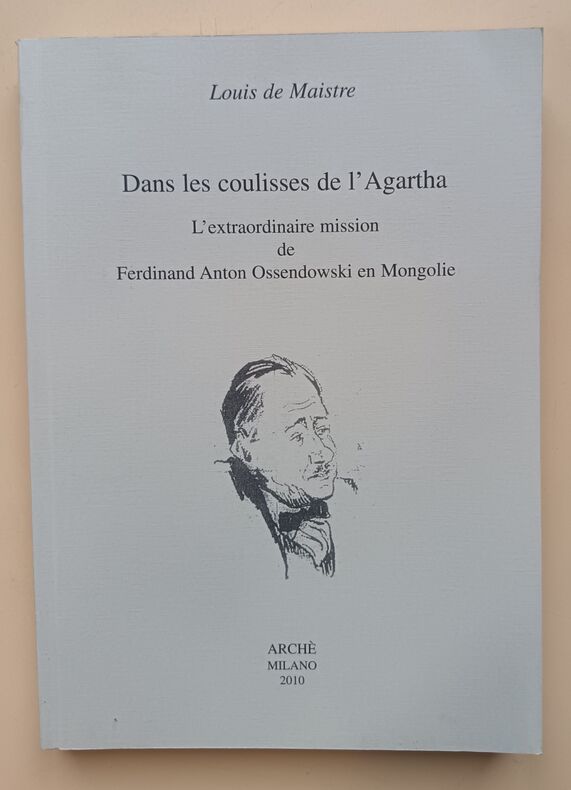 Louis de Maistre
Dans les coulisses de l'Agartha
L'extraordinaire mission
de
Ferdinand Anton Ossendowski en Mongolie
ARCHÈ
MILANO
2010